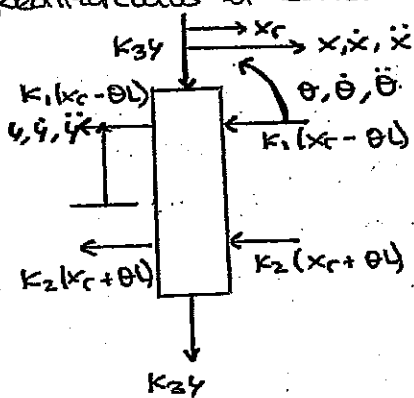 xᵣ
K₃y
x, ẋ, ẍ
K₁(xᵣ-θL)
θ, θ̇, θ̈
y, ẏ, ÿ
K₁(xᵣ-θL)
K₂(xᵣ+θL)
K₂(xᵣ+θL)
K₃y